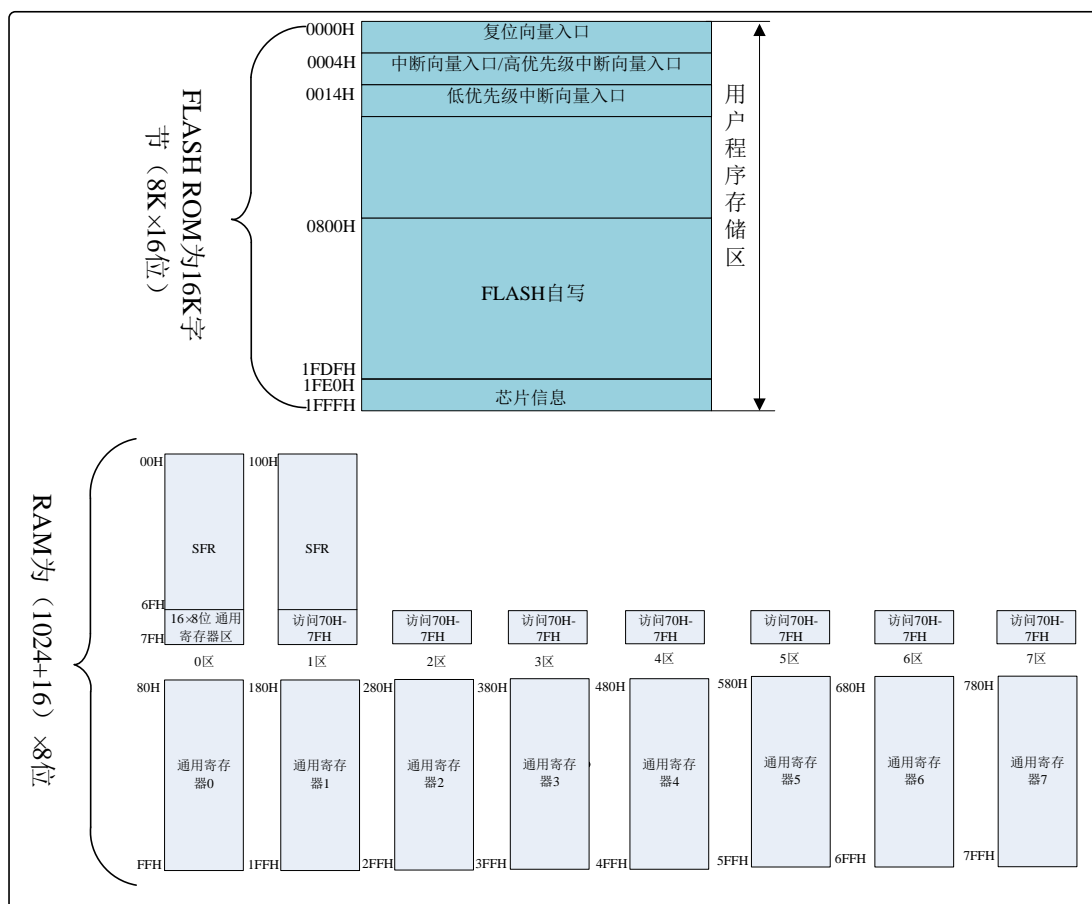 0000H
复位向量入口
0004H
中断向量入口/高优先级中断向量入口
0014H
低优先级中断向量入口
0800H
FLASH自写
1FDFH
1FE0H
芯片信息
1FFFH
用户程序存储区
FLASH ROM为16K字
节（8K×16位）
RAM为（1024+16）×8位
00H
SFR
6FH
16×8位 通用
寄存器区
7FH
0区
100H
SFR
访问70H-
7FH
1区
访问70H-
7FH
2区
访问70H-
7FH
3区
访问70H-
7FH
4区
访问70H-
7FH
5区
访问70H-
7FH
6区
访问70H-
7FH
7区
80H
通用寄存
器0
FFH
180H
通用寄存
器1
1FFH
280H
通用寄存
器2
2FFH
380H
通用寄存
器3
3FFH
480H
通用寄存
器4
4FFH
580H
通用寄存
器5
5FFH
680H
通用寄存
器6
6FFH
780H
通用寄存
器7
7FFH